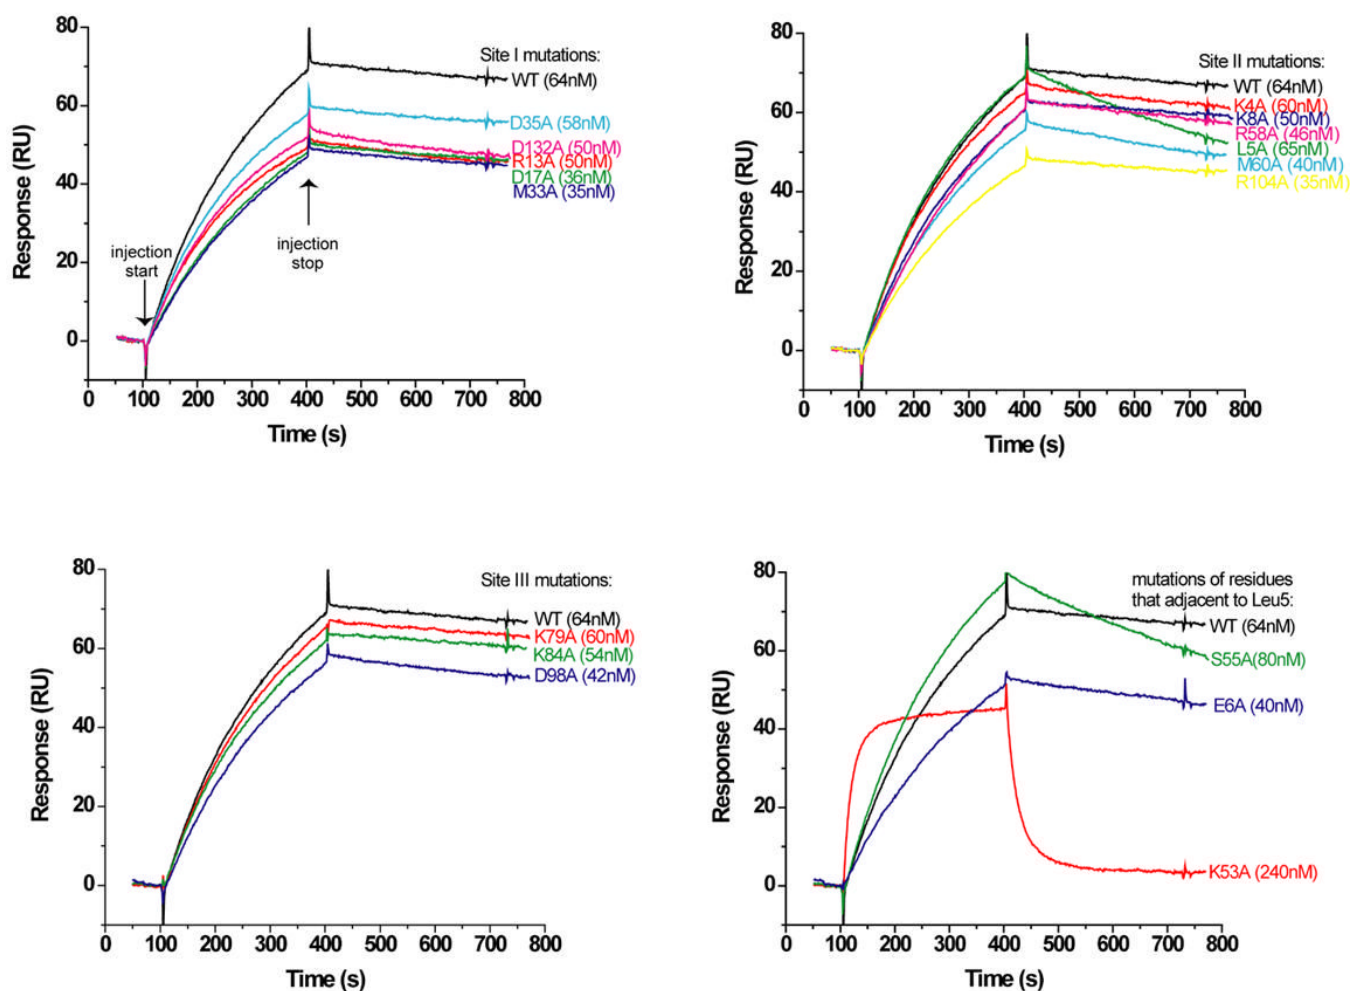 80
60
40
20
0
Response (RU)
Site I mutations:
WT (64nM)
D35A (58nM)
D132A (50nM)
R13A (50nM)
D17A (36nM)
M33A (35nM)
injection
start
injection
stop
0 100 200 300 400 500 600 700 800
Time (s)
80
60
40
20
0
Response (RU)
Site II mutations:
WT (64nM)
K4A (60nM)
K8A (50nM)
R58A (46nM)
L5A (65nM)
M60A (40nM)
R104A (35nM)
0 100 200 300 400 500 600 700 800
Time (s)
80
60
40
20
0
Response (RU)
Site III mutations:
WT (64nM)
K79A (60nM)
K84A (54nM)
D98A (42nM)
0 100 200 300 400 500 600 700 800
Time (s)
80
60
40
20
0
Response (RU)
mutations of residues
that adjacent to Leu5:
WT (64nM)
S55A(80nM)
E6A (40nM)
K53A (240nM)
0 100 200 300 400 500 600 700 800
Time (s)